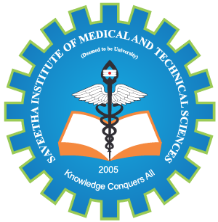 SAVEETHA INSTITUTE OF MEDICAL AND TECHNICAL SCIENCES
(Deemed to be University)
2005
Knowledge Conquers All